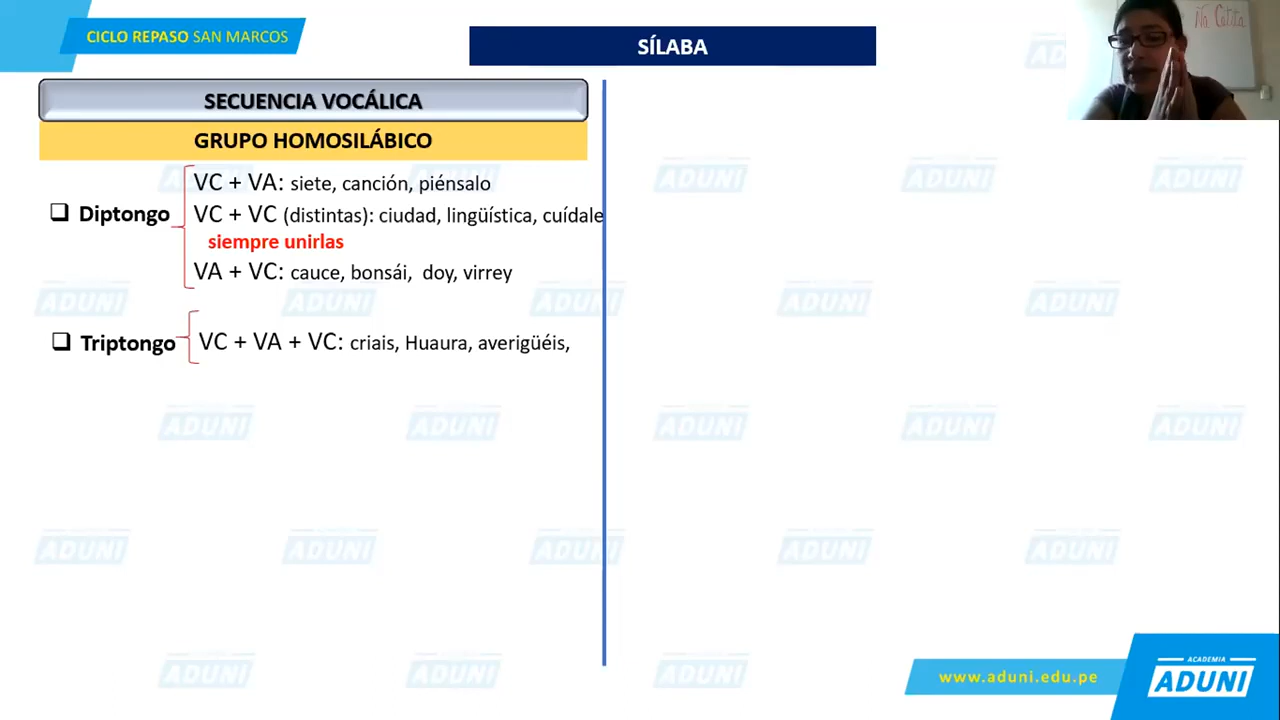 CICLO REPASO SAN MARCOS
SÍLABA
Ña Catita
SECUENCIA VOCÁLICA
GRUPO HOMOSILÁBICO
❑ Diptongo
VC + VA: siete, canción, piénsalo
VC + VC (distintas): ciudad, lingüística, cuídale
siempre unirlas
VA + VC: cauce, bonsái, doy, virrey
❑ Triptongo
VC + VA + VC: criais, Huaura, averigüéis,
www.aduni.edu.pe
ACADEMIA
ADUNI